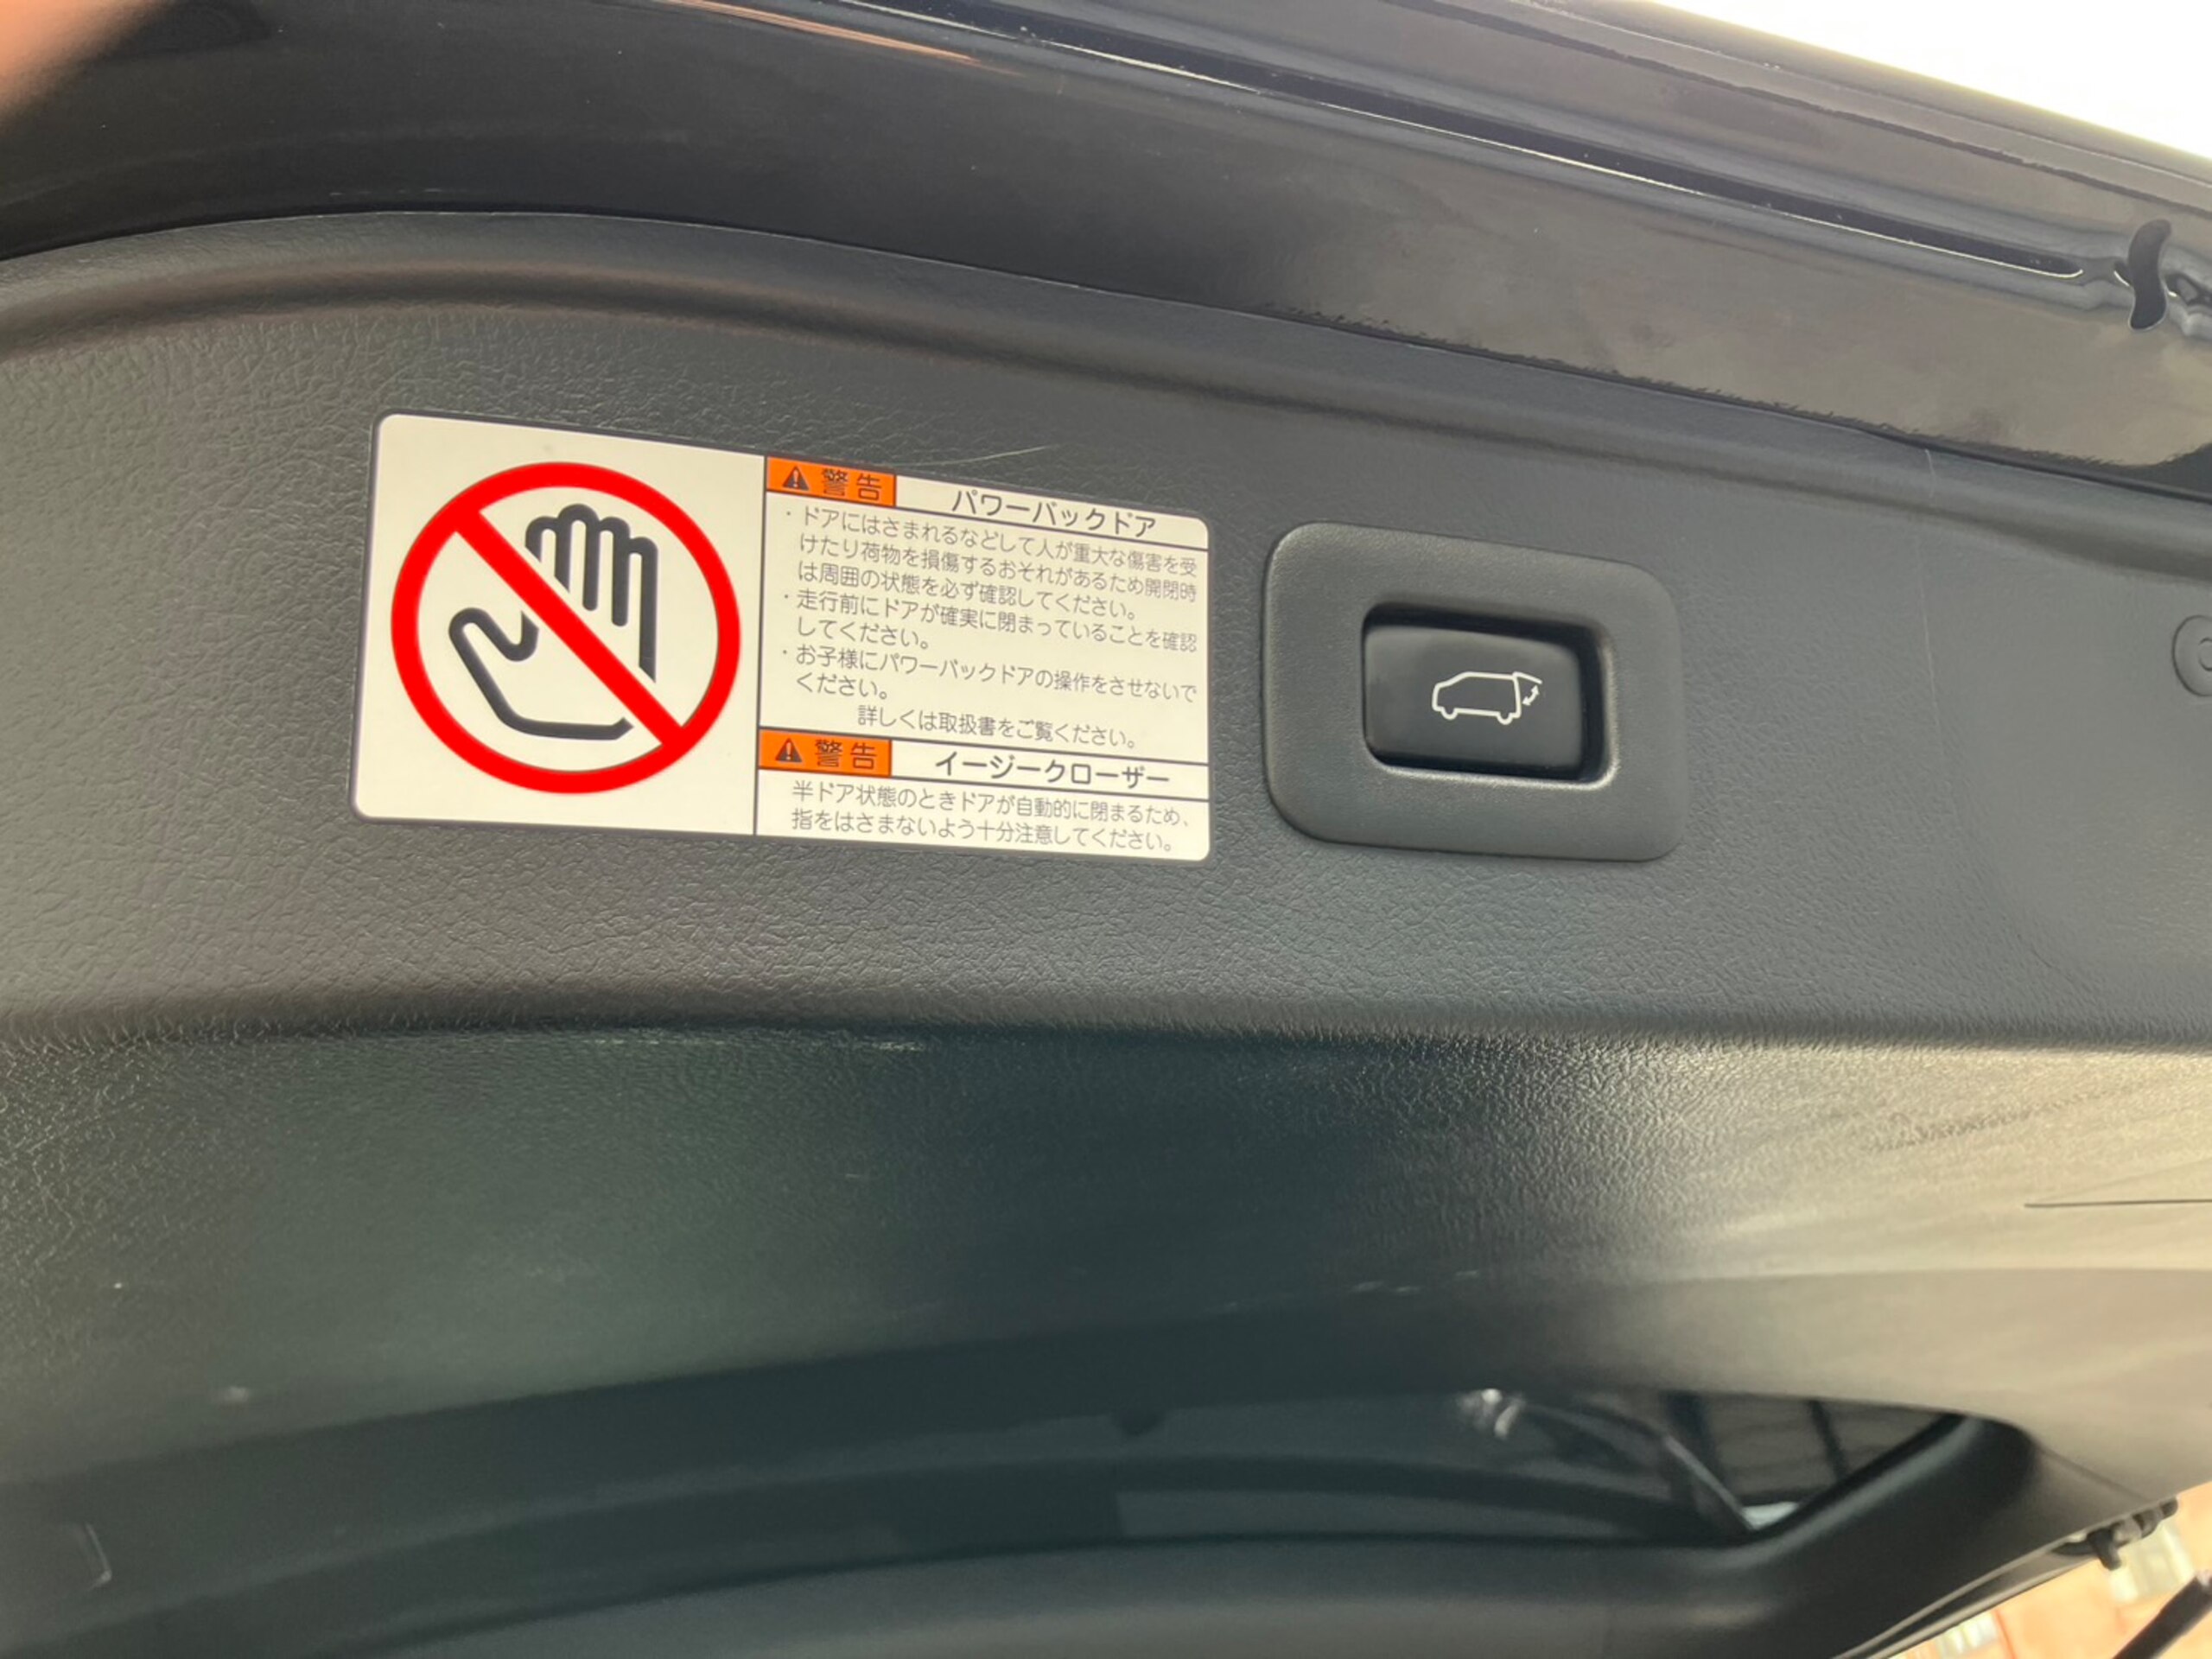 警告 パワーバックドア
・ドアにはさまれるなどして人が重大な傷害を受
けたり荷物を損傷するおそれがあるため開閉時
は周囲の状態を必ず確認してください。
・走行前にドアが確実に閉まっていることを確認
してください。
・お子様にパワーバックドアの操作をさせないで
ください。
詳しくは取扱書をご覧ください。
警告 イージークローザー
半ドア状態のときドアが自動的に閉まるため、
指をはさまないよう十分注意してください。